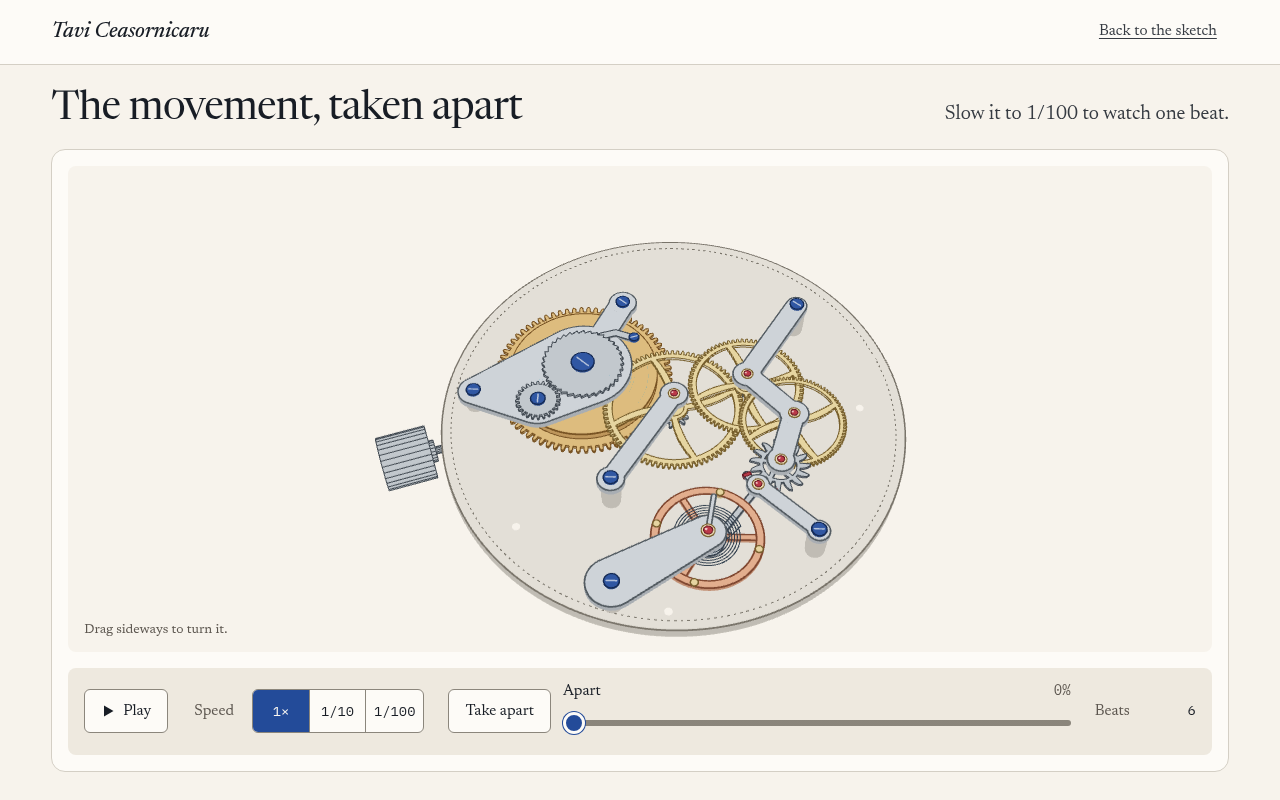 Tavi Ceasornicaru
Back to the sketch
The movement, taken apart
Slow it to 1/100 to watch one beat.
Drag sideways to turn it.
Play
Speed
1×
1/10
1/100
Take apart
Apart
0%
Beats
6